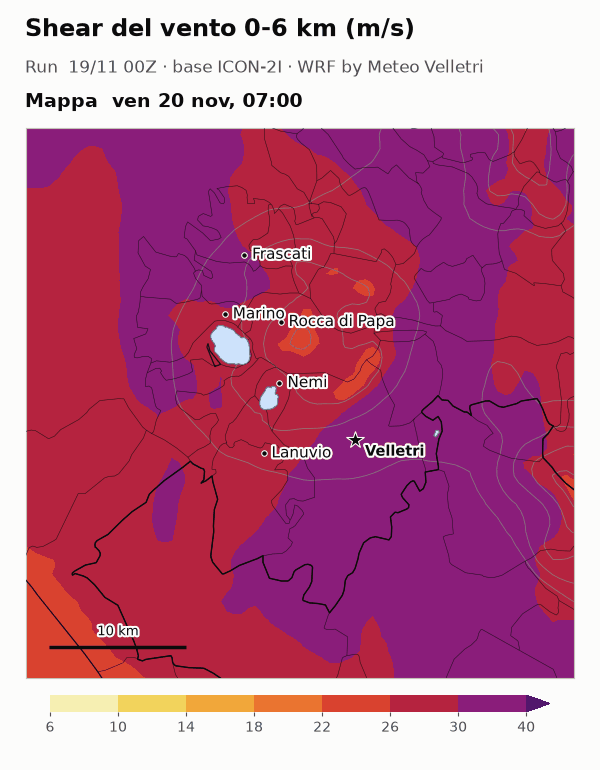 Shear del vento 0-6 km (m/s)
Run  19/11 00Z · base ICON-2I · WRF by Meteo Velletri
Mappa  ven 20 nov, 07:00
Frascati
Marino
Rocca di Papa
Nemi
Velletri
Lanuvio
10 km
6 10 14 18 22 26 30 40